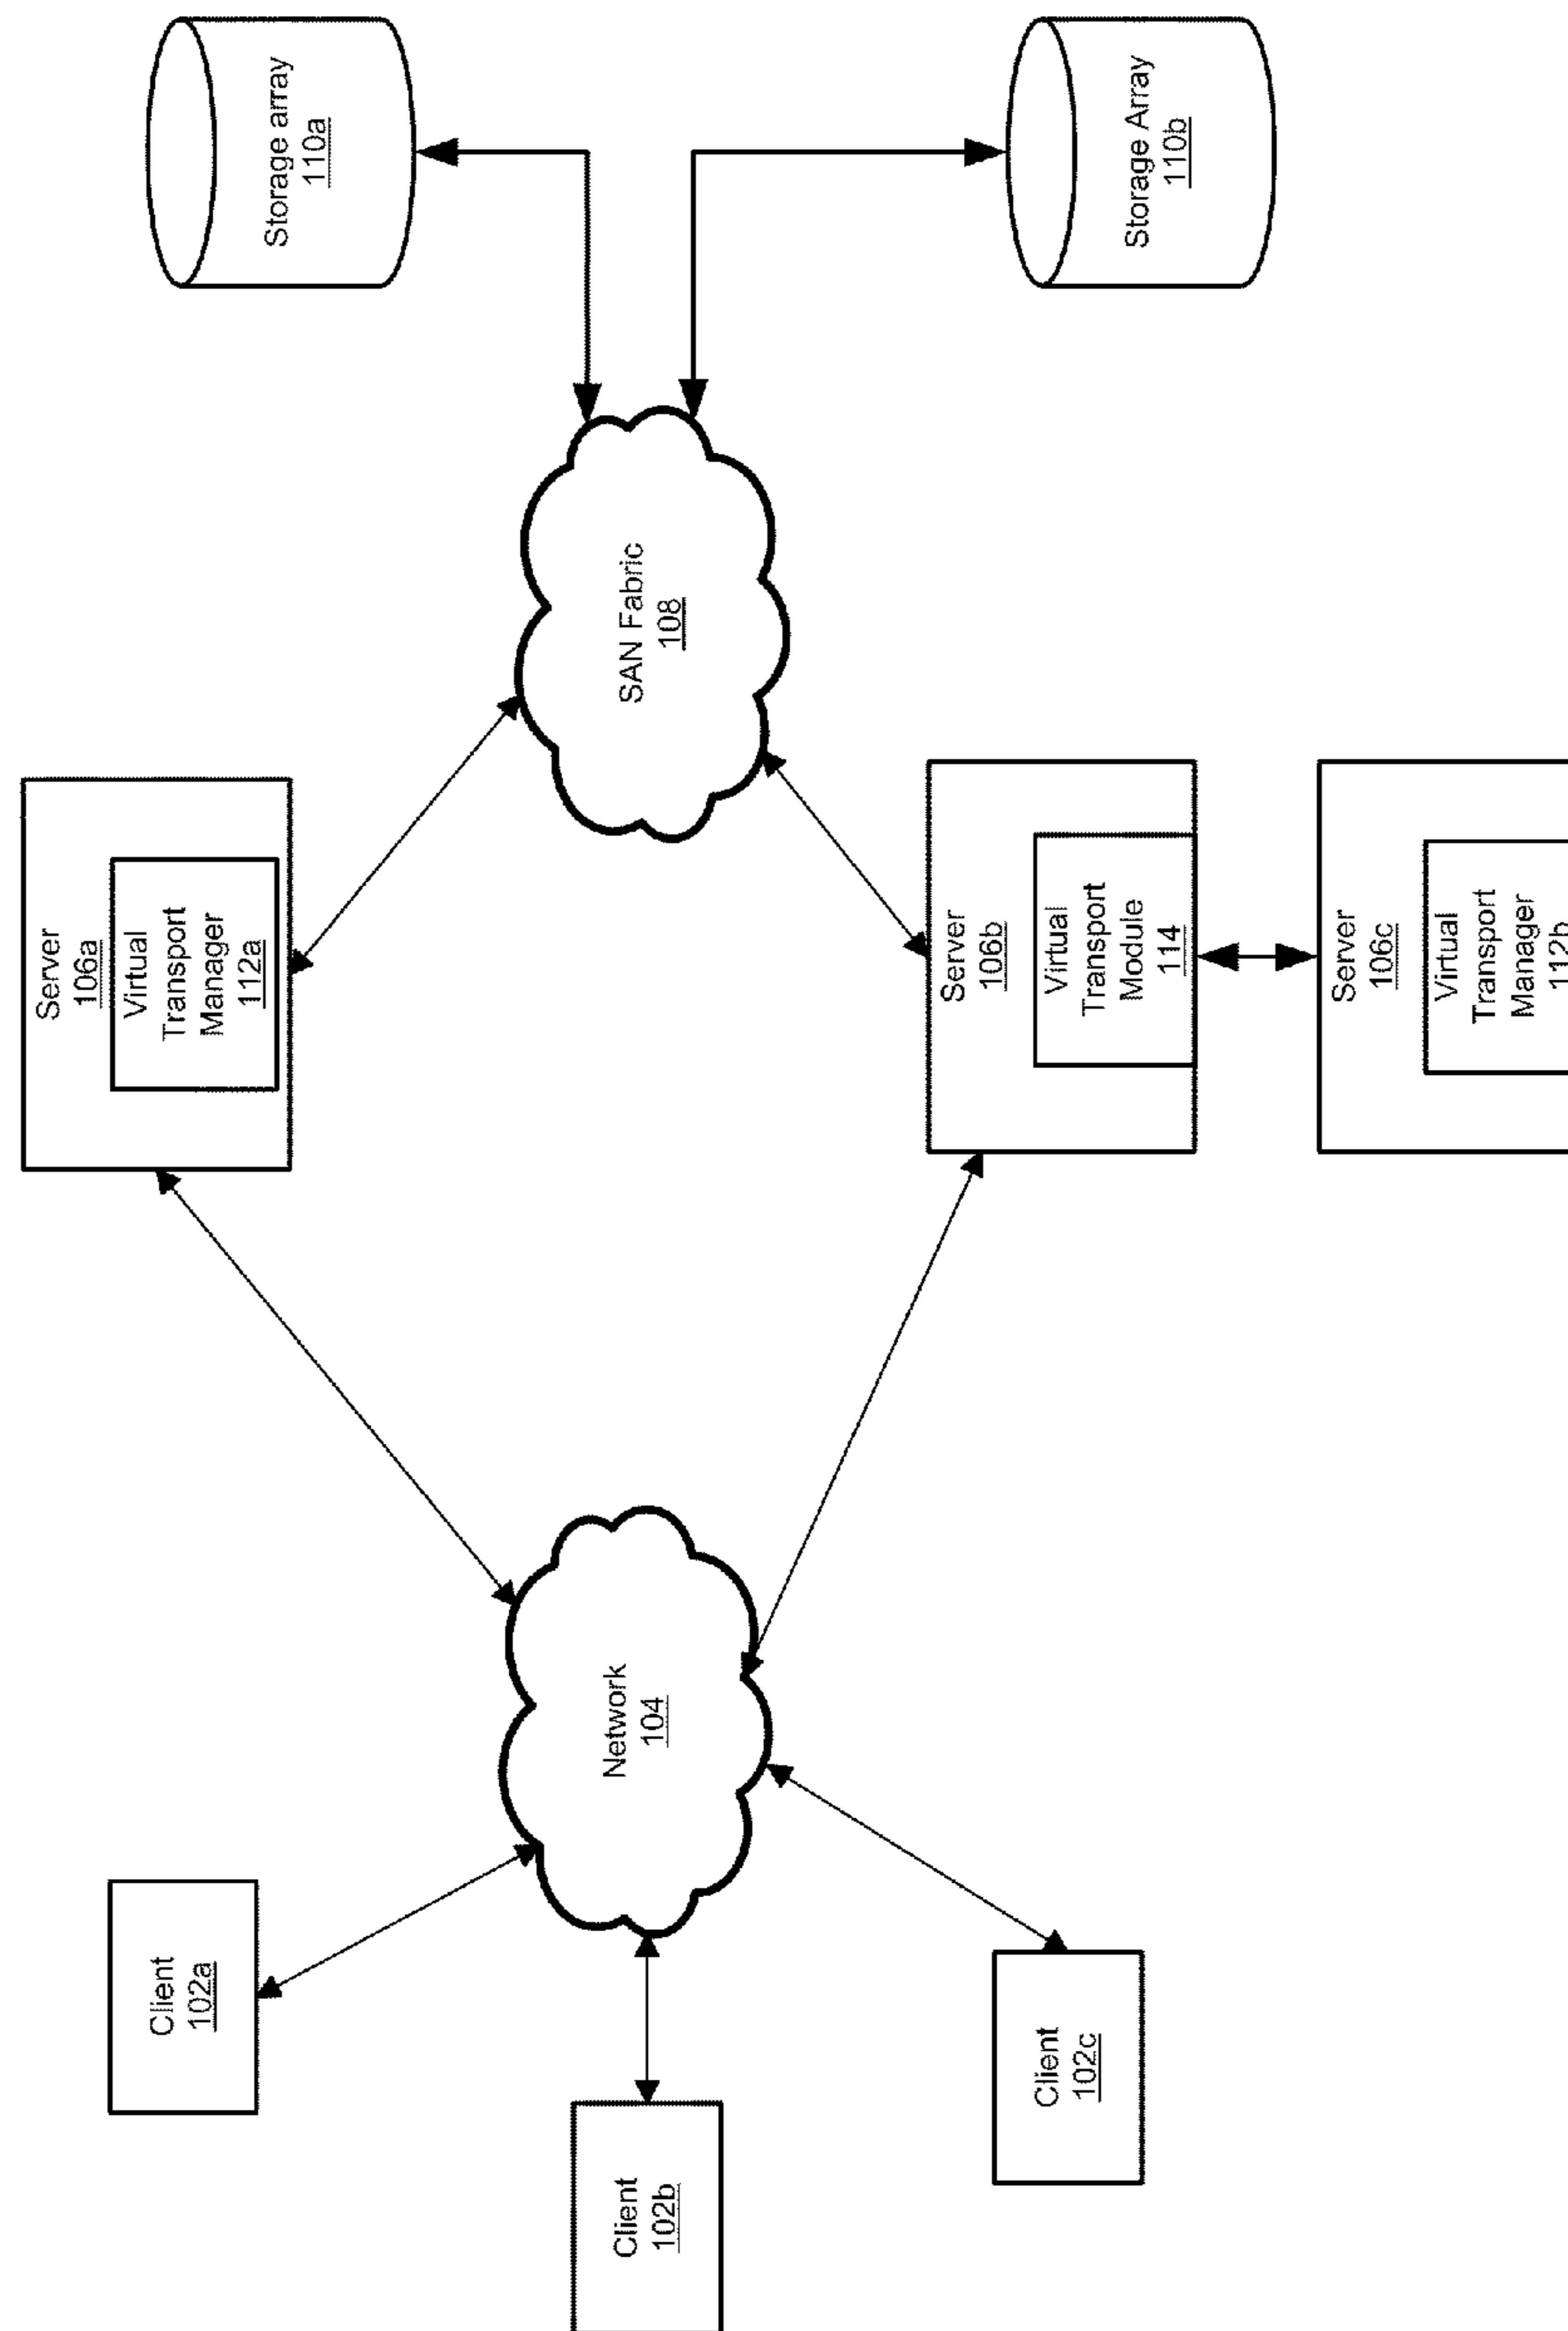 Client
102a
Client
102b
Client
102c
Network
104
Server
106a
Virtual
Transport
Manager
112a
Server
106b
Virtual
Transport
Module
114
Server
106c
Virtual
Transport
Manager
112b
SAN Fabric
108
Storage array
110a
Storage Array
110b